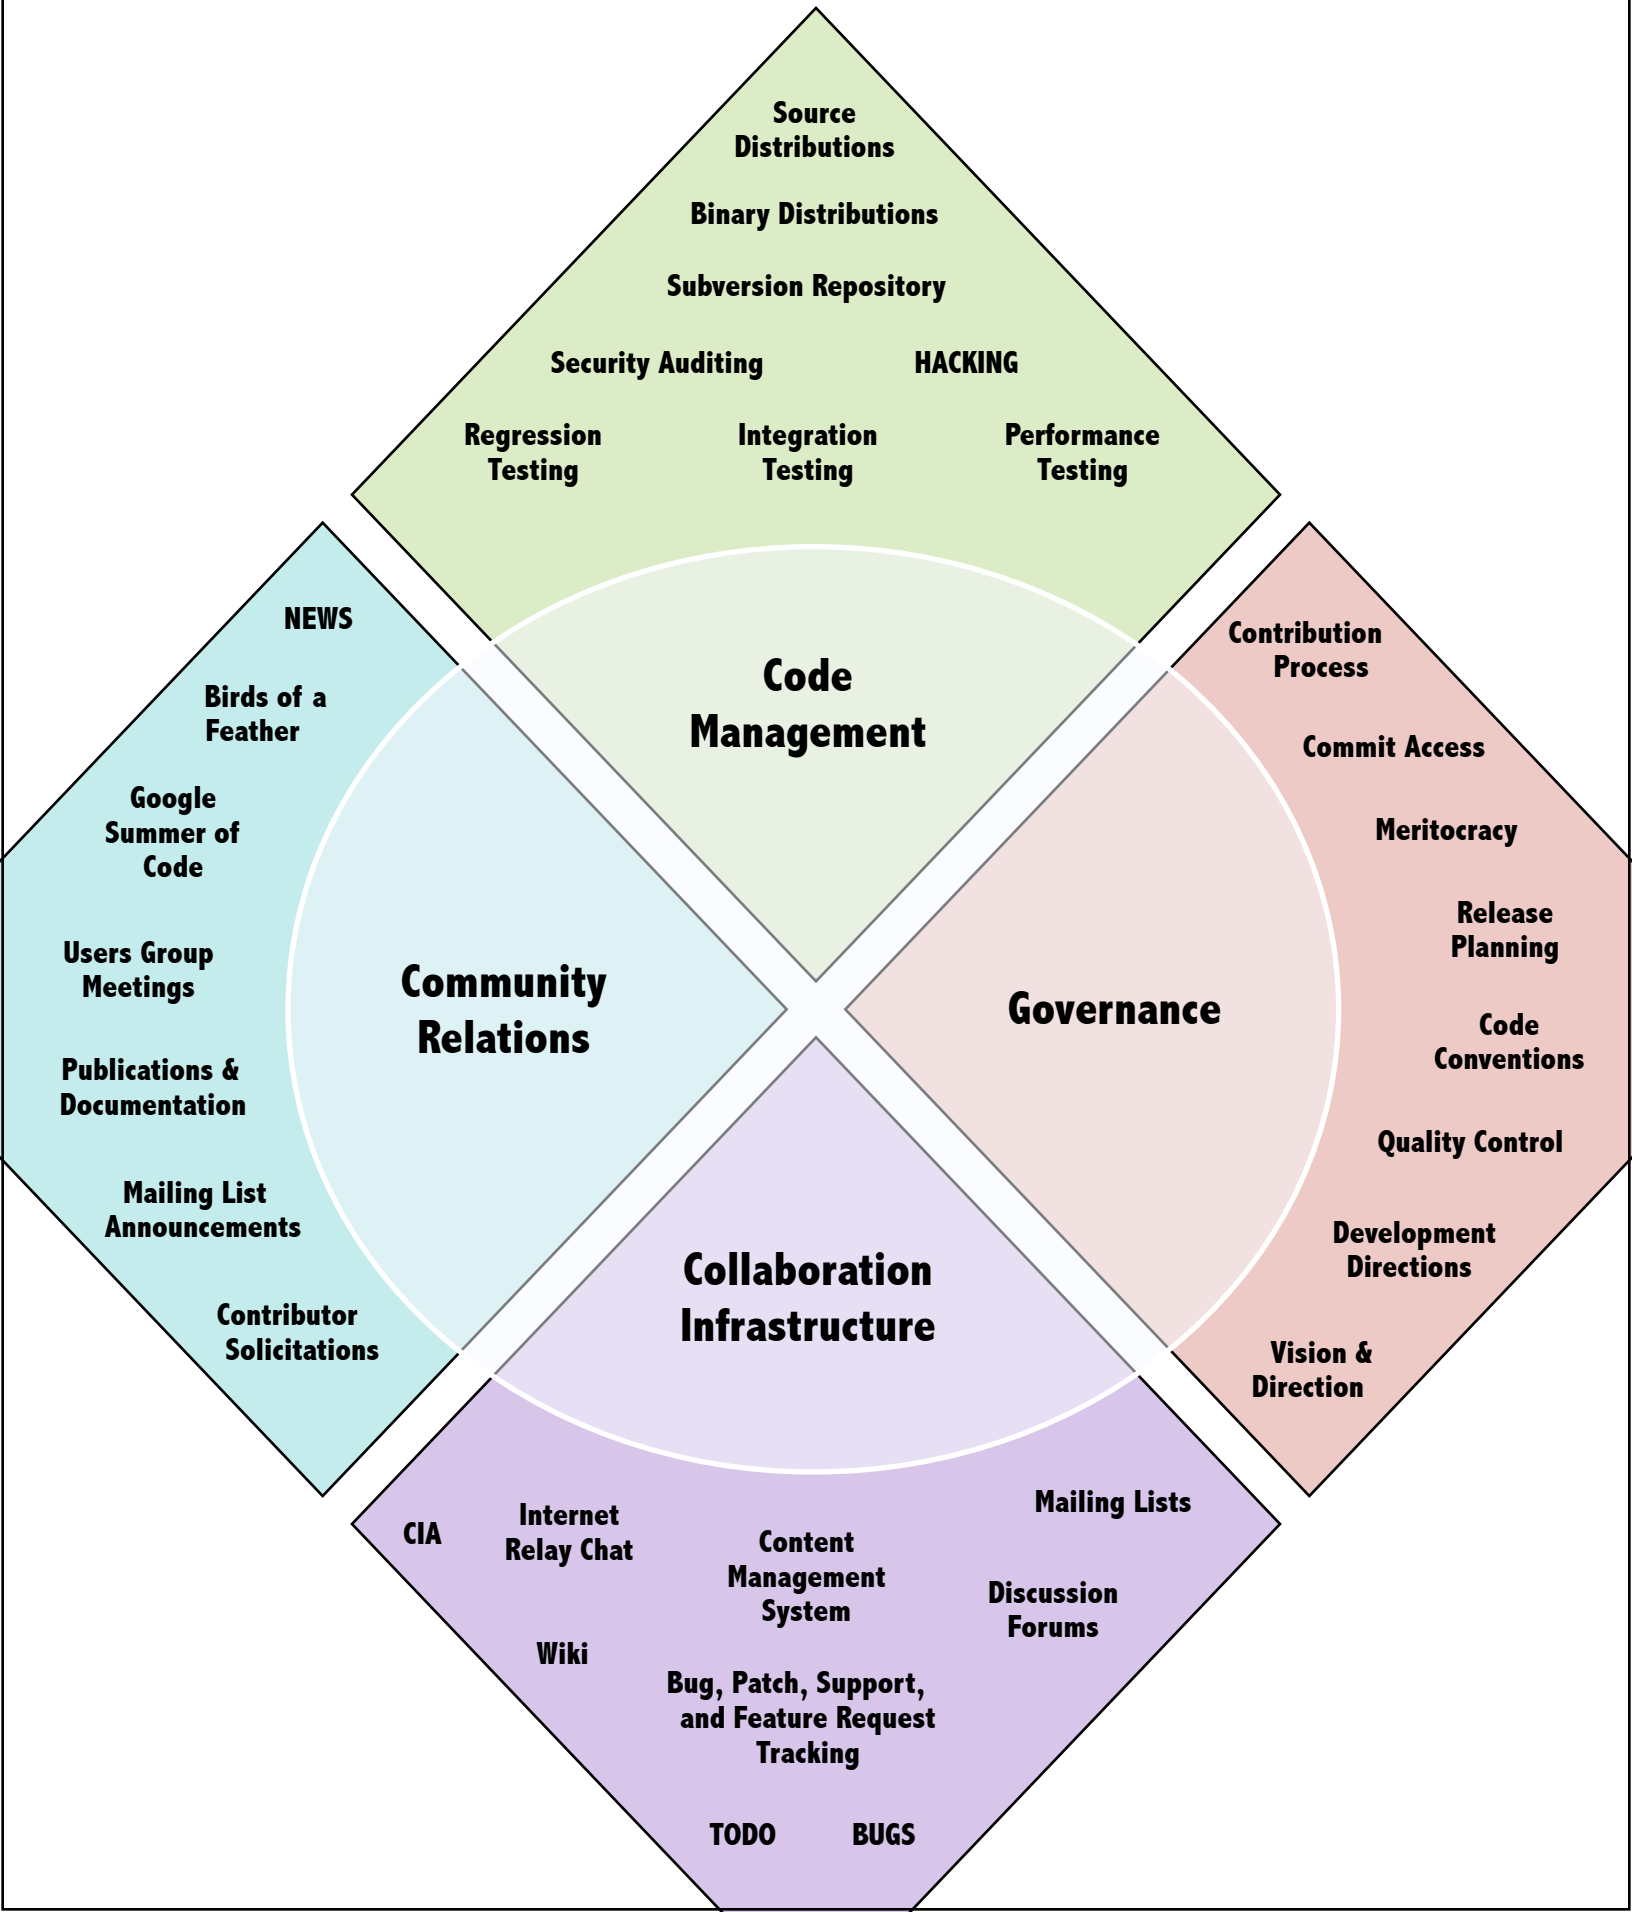 Source
Distributions
Binary Distributions
Subversion Repository
Security Auditing
HACKING
Regression
Testing
Integration
Testing
Performance
Testing
Code
Management
NEWS
Birds of a
Feather
Google
Summer of
Code
Users Group
Meetings
Publications &
Documentation
Mailing List
Announcements
Contributor
Solicitations
Community
Relations
Governance
Contribution
Process
Commit Access
Meritocracy
Release
Planning
Code
Conventions
Quality Control
Development
Directions
Vision &
Direction
Collaboration
Infrastructure
CIA
Internet
Relay Chat
Content
Management
System
Mailing Lists
Discussion
Forums
Wiki
Bug, Patch, Support,
and Feature Request
Tracking
TODO
BUGS